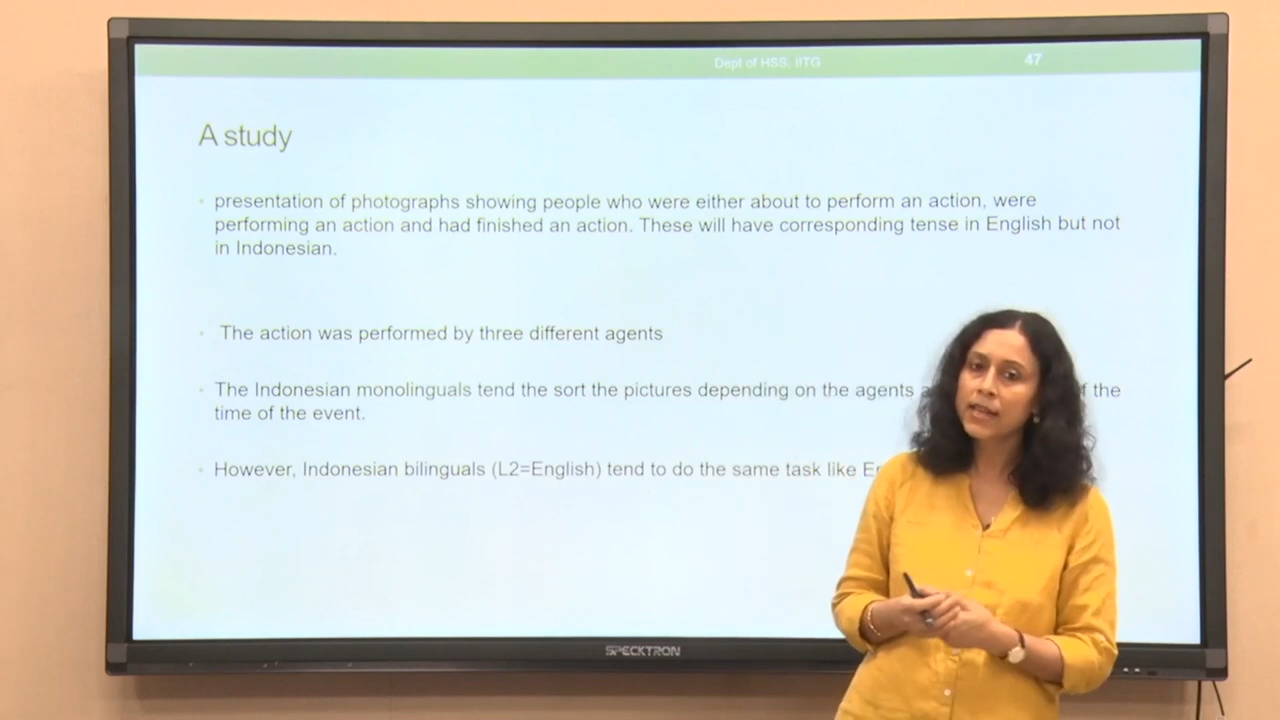 Dept of HSS, IITG
47
A study
presentation of photographs showing people who were either about to perform an action, were
performing an action and had finished an action. These will have corresponding tense in English but not
in Indonesian.
The action was performed by three different agents
The Indonesian monolinguals tend the sort the pictures depending on the agents the
time of the event.
However, Indonesian bilinguals (L2=English) tend to do the same task like
SPECKTRON